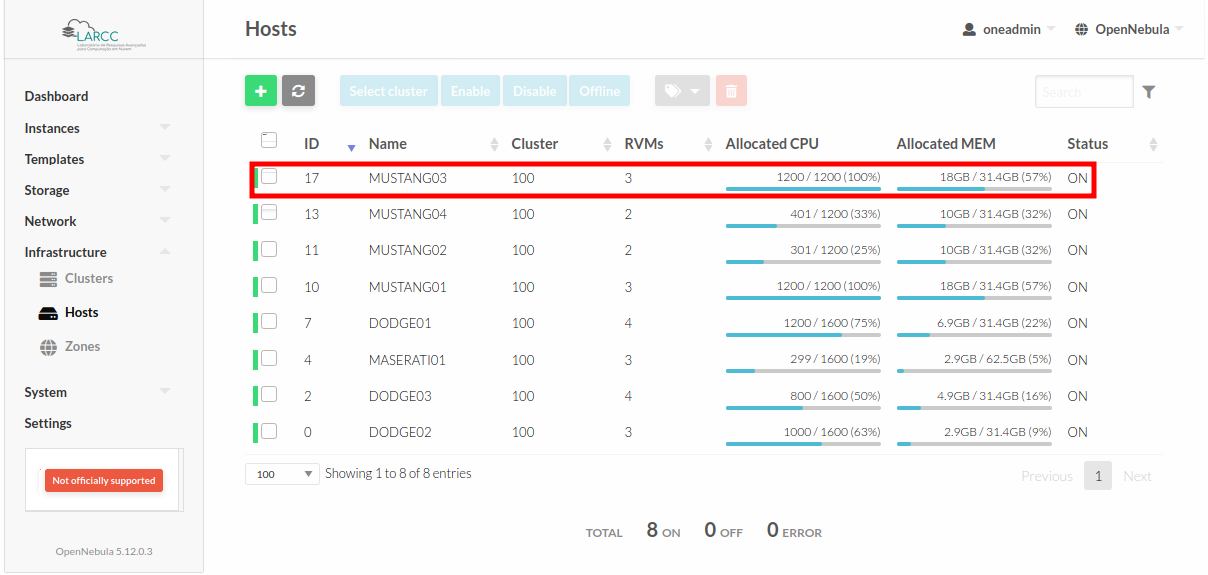 LARCC
Laboratório de Pesquisas Avançadas
para Computação em Nuvem
Hosts
oneadmin
OpenNebula
Dashboard
Instances
Templates
Storage
Network
Infrastructure
Clusters
Hosts
Zones
System
Settings
Not officially supported
OpenNebula 5.12.0.3
Select cluster Enable Disable Offline
Search
ID Name Cluster RVMs Allocated CPU Allocated MEM Status
17 MUSTANG03 100 3 1200 / 1200 (100%) 18GB / 31.4GB (57%) ON
13 MUSTANG04 100 2 401 / 1200 (33%) 10GB / 31.4GB (32%) ON
11 MUSTANG02 100 2 301 / 1200 (25%) 10GB / 31.4GB (32%) ON
10 MUSTANG01 100 3 1200 / 1200 (100%) 18GB / 31.4GB (57%) ON
7 DODGE01 100 4 1200 / 1600 (75%) 6.9GB / 31.4GB (22%) ON
4 MASERATI01 100 3 299 / 1600 (19%) 2.9GB / 62.5GB (5%) ON
2 DODGE03 100 4 800 / 1600 (50%) 4.9GB / 31.4GB (16%) ON
0 DODGE02 100 3 1000 / 1600 (63%) 2.9GB / 31.4GB (9%) ON
100 Showing 1 to 8 of 8 entries
Previous 1 Next
TOTAL 8 ON 0 OFF 0 ERROR